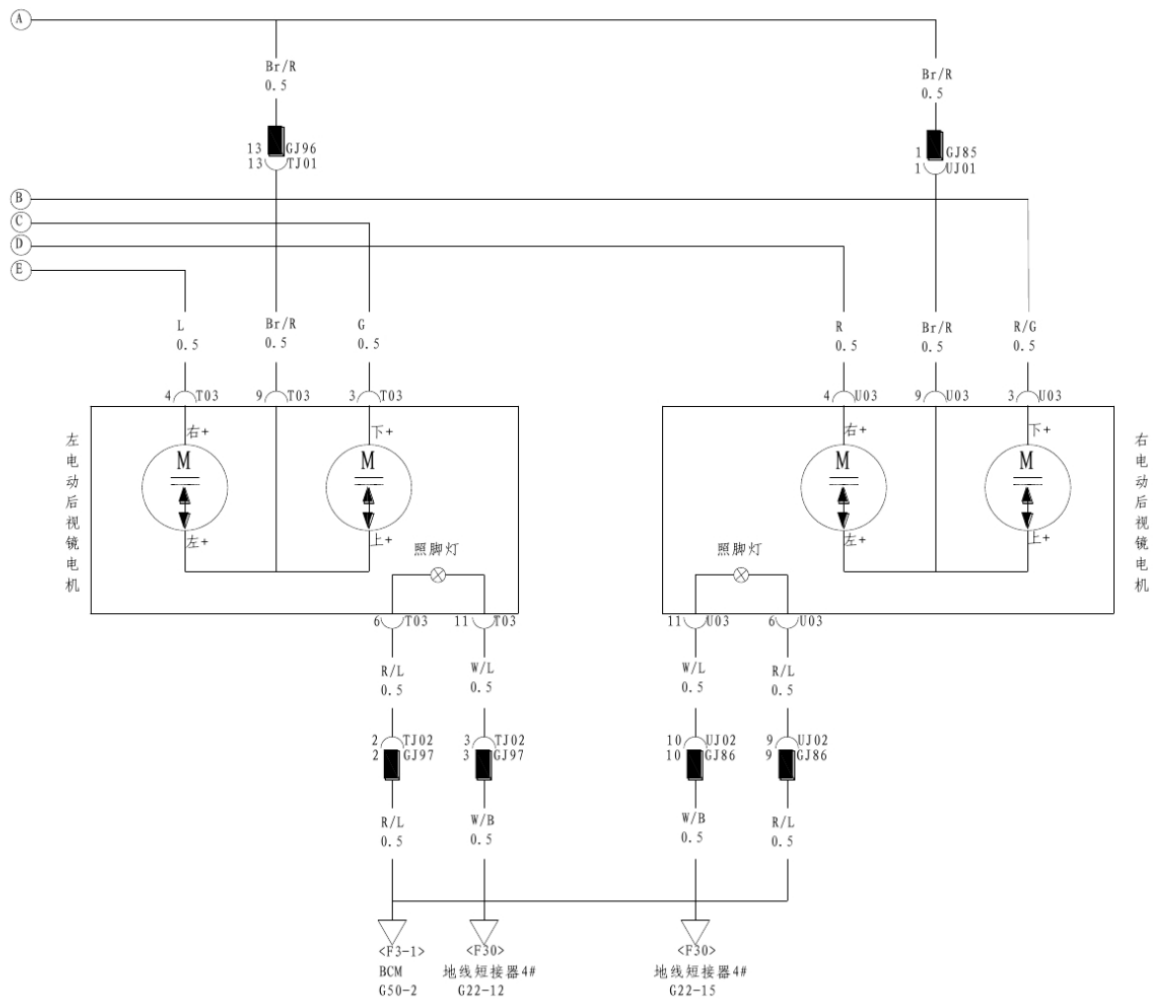 A
Br/R
0.5
Br/R
0.5
13 GJ96
13 TJ01
1 GJ85
1 UJ01
B
C
D
E
L
0.5
Br/R
0.5
G
0.5
R
0.5
Br/R
0.5
R/G
0.5
4 T03
9 T03
3 T03
4 U03
9 U03
3 U03
左电动后视镜电机
右+
M
左+
下+
M
上+
照脚灯
右+
M
左+
下+
M
上+
照脚灯
右电动后视镜电机
6 T03
11 T03
11 U03
6 U03
R/L
0.5
W/L
0.5
W/L
0.5
R/L
0.5
2 TJ02
2 GJ97
3 TJ02
3 GJ97
10 UJ02
10 GJ86
9 UJ02
9 GJ86
R/L
0.5
W/B
0.5
W/B
0.5
R/L
0.5
<F3-1>
BCM
G50-2
<F30>
地线短接器4#
G22-12
<F30>
地线短接器4#
G22-15